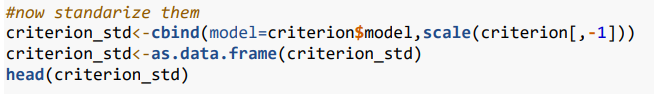 #now standarize them
criterion_std<-cbind(model=criterion$model,scale(criterion[,-1]))
criterion_std<-as.data.frame(criterion_std)
head(criterion_std)